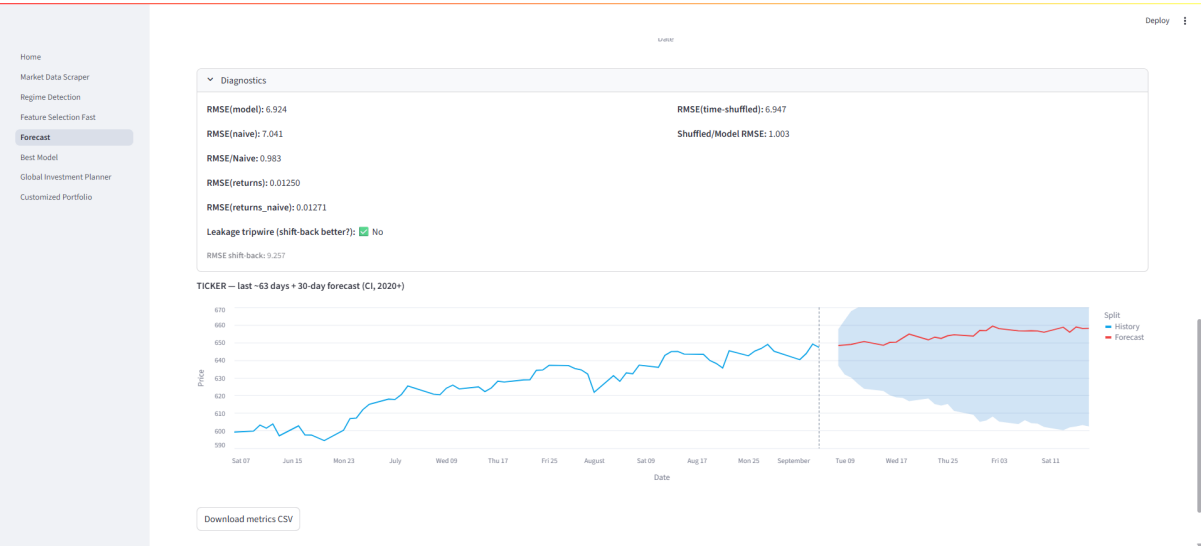 Deploy
Date
Home
Market Data Scraper
Regime Detection
Feature Selection Fast
Forecast
Best Model
Global Investment Planner
Customized Portfolio
Diagnostics
RMSE(model): 6.924
RMSE(time-shuffled): 6.947
RMSE(naive): 7.041
Shuffled/Model RMSE: 1.003
RMSE/Naive: 0.983
RMSE(returns): 0.01250
RMSE(returns_naive): 0.01271
Leakage tripwire (shift-back better?): ✅ No
RMSE shift-back: 9.257
TICKER — last ~63 days + 30-day forecast (CI, 2020+)
670
660
650
640
630
620
610
600
590
Price
Sat 07 Jun 15 Mon 23 July Wed 09 Thu 17 Fri 25 August Sat 09 Aug 17 Mon 25 September Tue 09 Wed 17 Thu 25 Fri 03 Sat 11
Date
Split
History
Forecast
Download metrics CSV